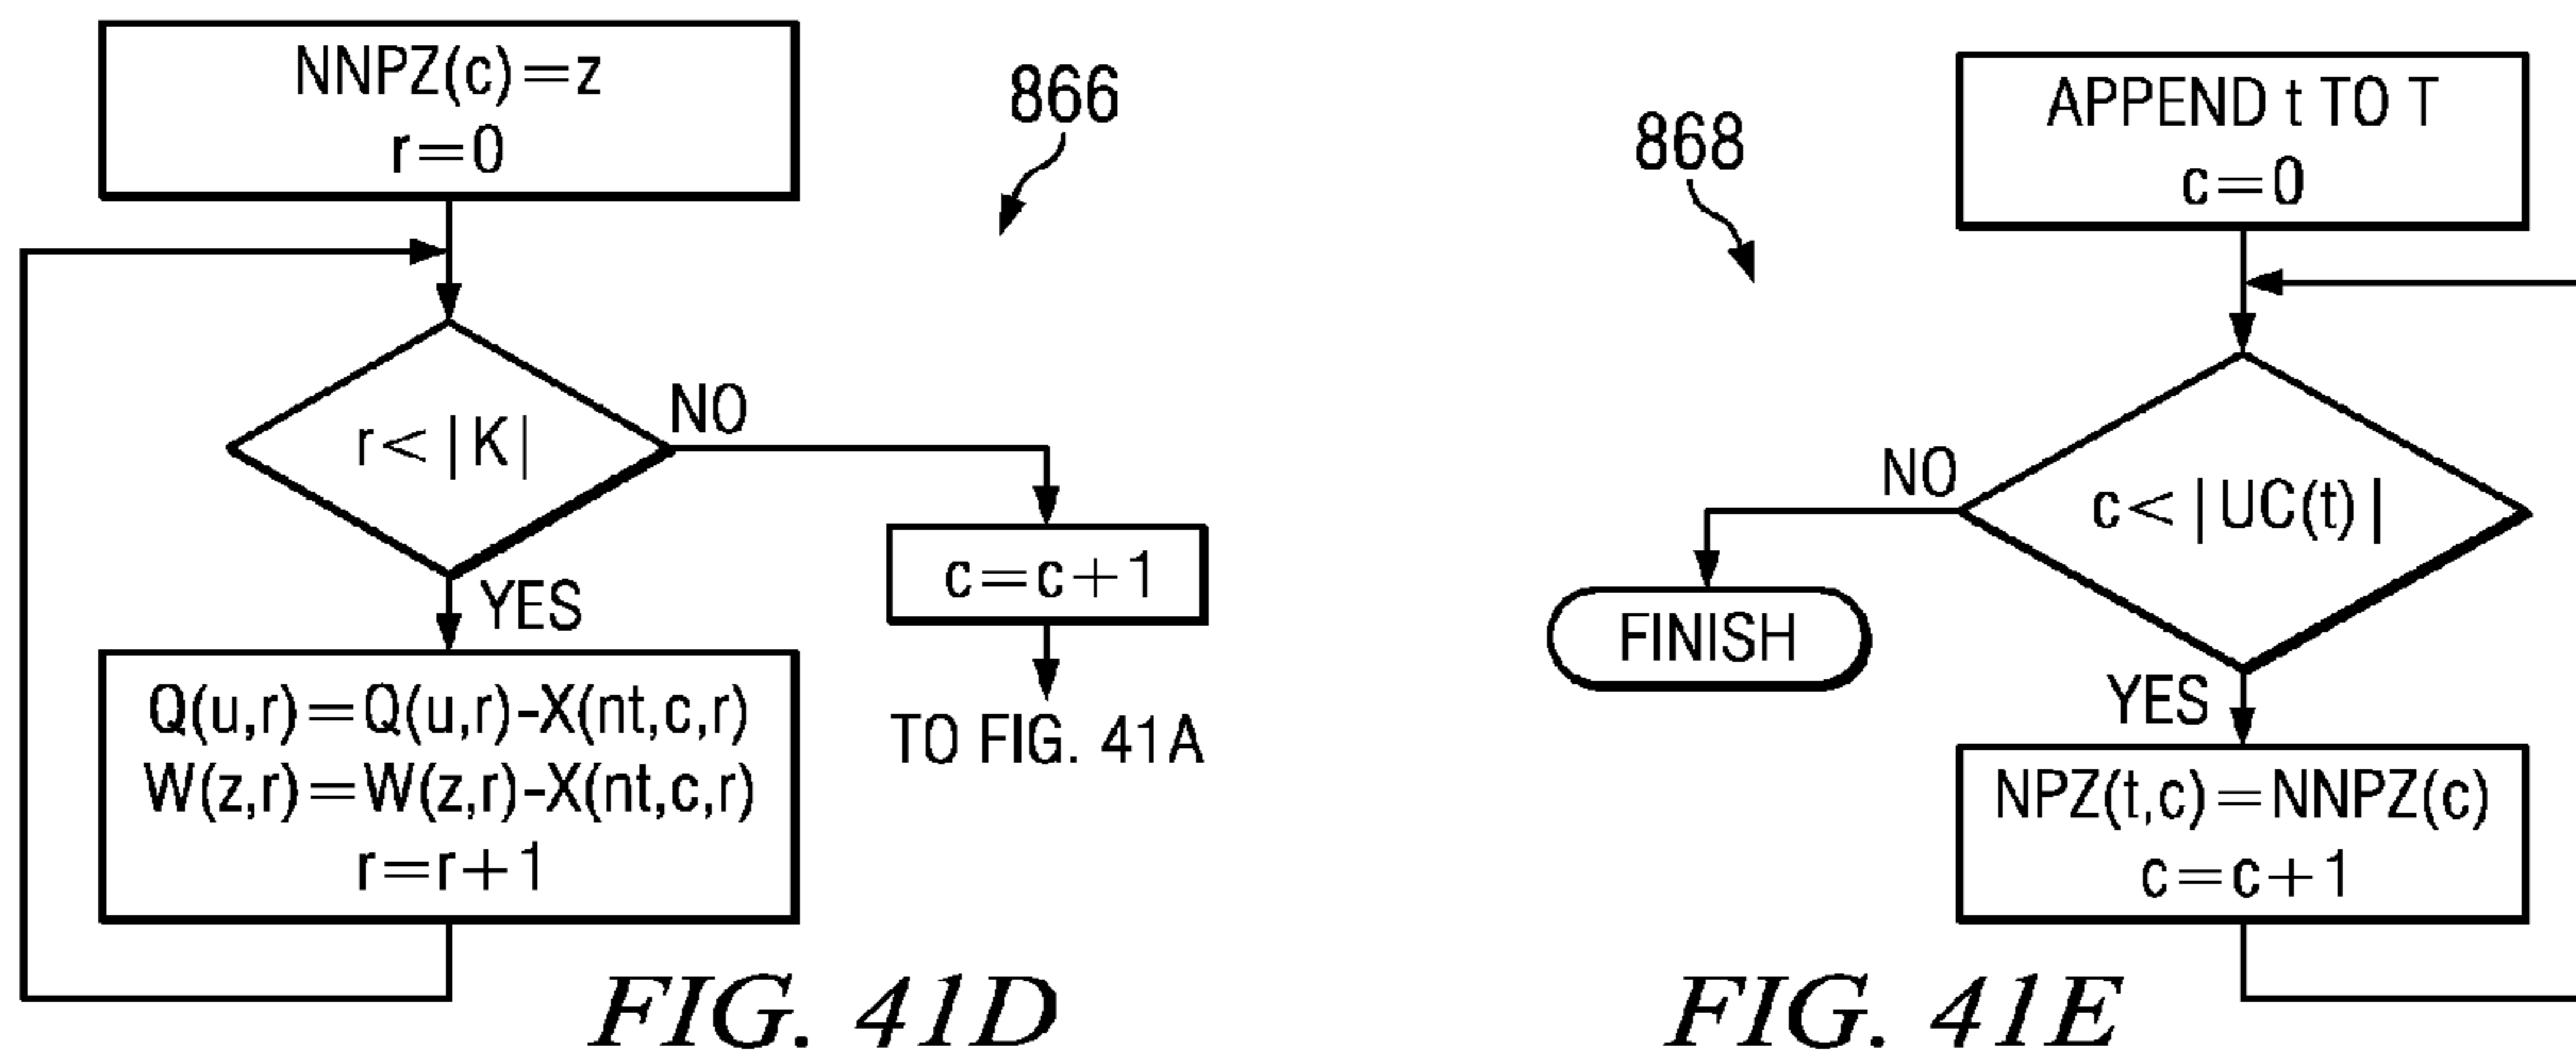 NNPZ(c)=z
r=0
866
r<|K|
NO
YES
c=c+1
TO FIG. 41A
Q(u,r)=Q(u,r)-X(nt,c,r)
W(z,r)=W(z,r)-X(nt,c,r)
r=r+1
FIG. 41D
868
APPEND t TO T
c=0
c<|UC(t)|
NO
FINISH
YES
NPZ(t,c)=NNPZ(c)
c=c+1
FIG. 41E